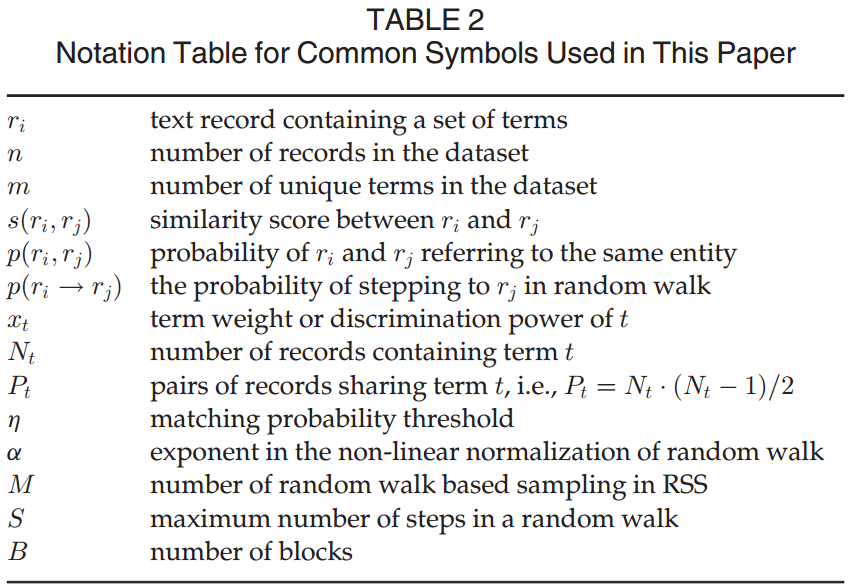 TABLE 2
Notation Table for Common Symbols Used in This Paper
r_i text record containing a set of terms
n number of records in the dataset
m number of unique terms in the dataset
s(r_i, r_j) similarity score between r_i and r_j
p(r_i, r_j) probability of r_i and r_j referring to the same entity
p(r_i → r_j) the probability of stepping to r_j in random walk
x_t term weight or discrimination power of t
N_t number of records containing term t
P_t pairs of records sharing term t, i.e., P_t = N_t · (N_t − 1)/2
η matching probability threshold
α exponent in the non-linear normalization of random walk
M number of random walk based sampling in RSS
S maximum number of steps in a random walk
B number of blocks